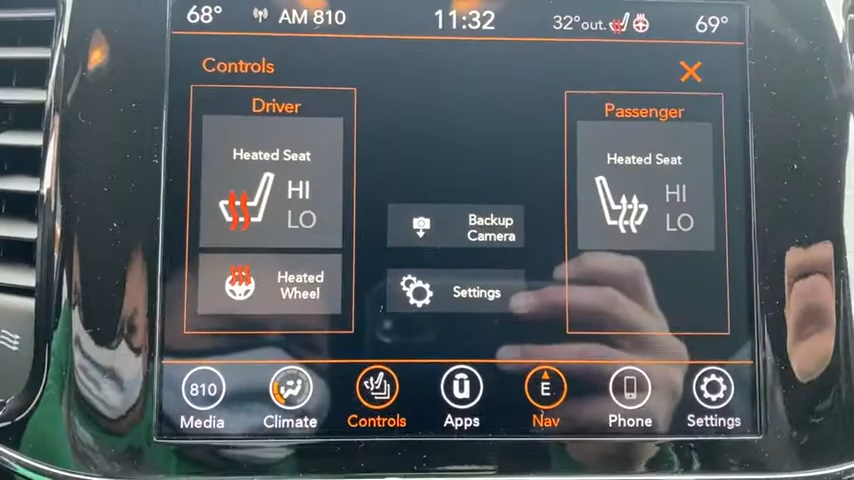 68° AM 810 11:32 32°out. 69°
Controls
Driver
Passenger
Heated Seat
HI
LO
Heated Seat
HI
LO
Backup
Camera
Heated
Wheel
Settings
810
E
Media Climate Controls Apps Nav Phone Settings